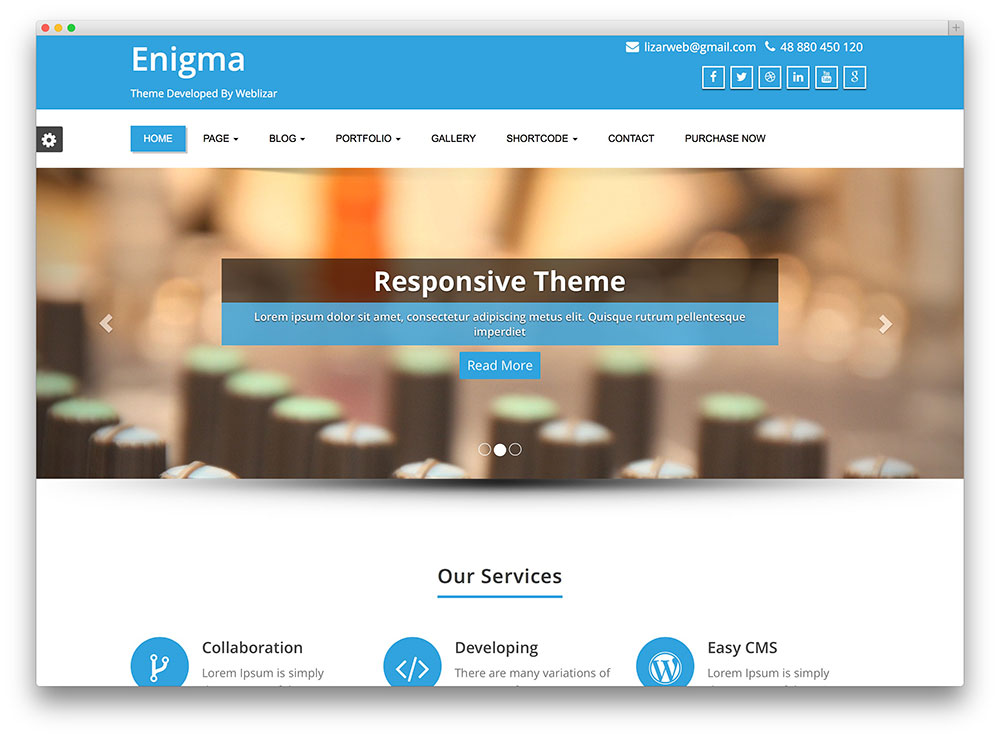 Enigma
Theme Developed By Weblizar
lizarweb@gmail.com 48 880 450 120
HOME PAGE BLOG PORTFOLIO GALLERY SHORTCODE CONTACT PURCHASE NOW
Responsive Theme
Lorem ipsum dolor sit amet, consectetur adipiscing metus elit. Quisque rutrum pellentesque
imperdiet
Read More
Our Services
Collaboration
Lorem Ipsum is simply
Developing
There are many variations of
Easy CMS
Lorem Ipsum is simply